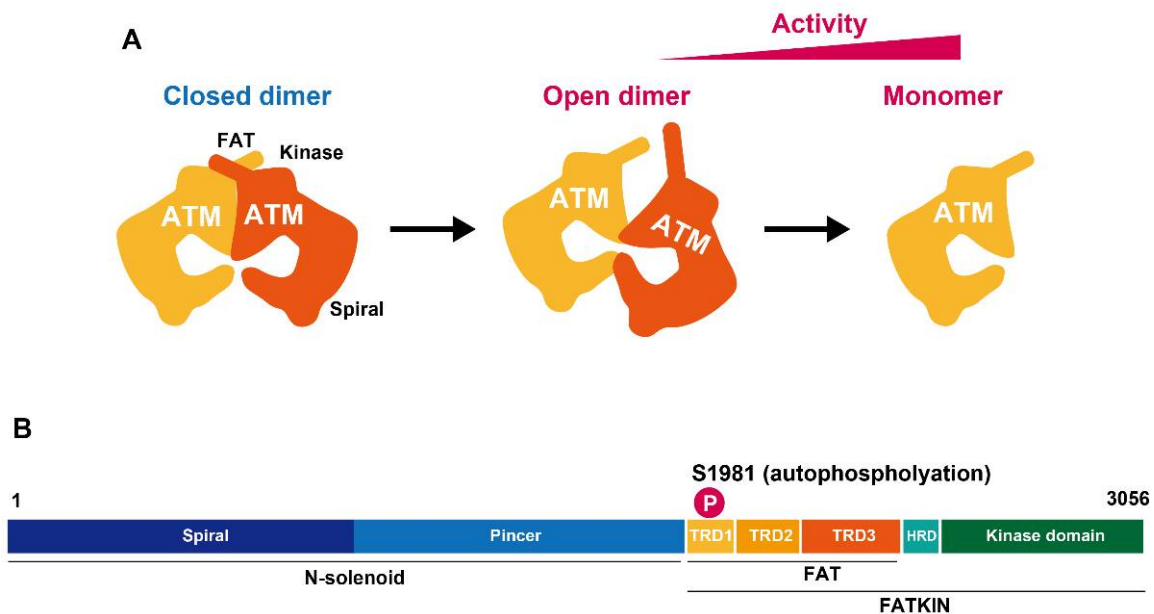 A
Activity
Closed dimer
Open dimer
Monomer
FAT
Kinase
ATM
ATM
ATM
ATM
ATM
Spiral
B
S1981 (autophospholyation)
1
P
3056
Spiral
Pincer
TRD1
TRD2
TRD3
HRD
Kinase domain
N-solenoid
FAT
FATKIN